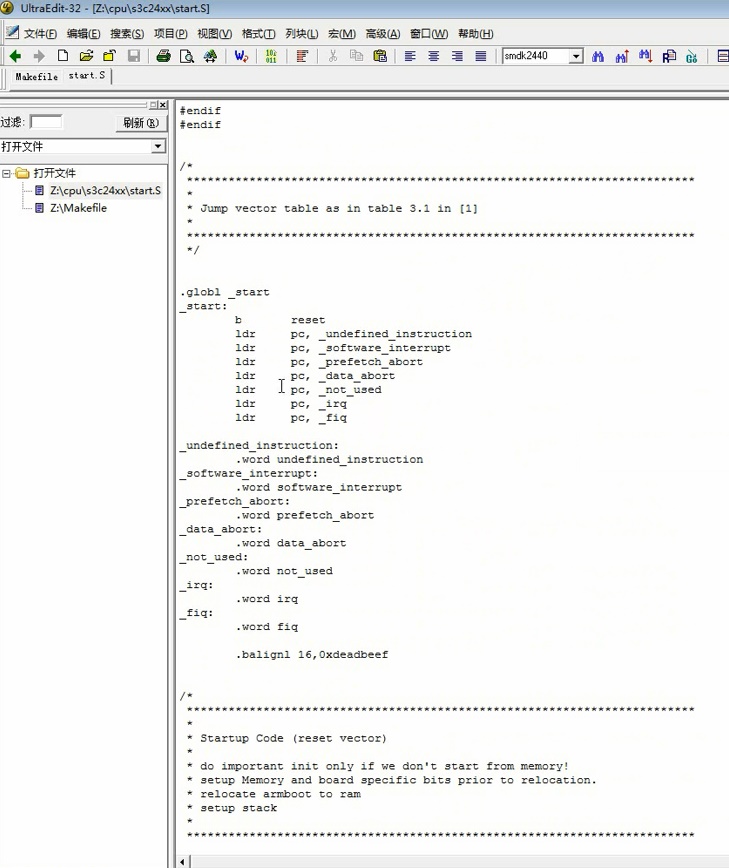 UltraEdit-32 - [Z:\cpu\s3c24xx\start.S]
文件(F) 编辑(E) 搜索(S) 项目(P) 视图(V) 格式(T) 列块(L) 宏(M) 高级(A) 窗口(W) 帮助(H)
smdk2440
Makefile start.S
过滤: 刷新(R)
打开文件
打开文件
Z:\cpu\s3c24xx\start.S
Z:\Makefile
#endif
#endif
/*
******************************************************************************
*
* Jump vector table as in table 3.1 in [1]
*
******************************************************************************
*/
.globl _start
_start:
b reset
ldr pc, _undefined_instruction
ldr pc, _software_interrupt
ldr pc, _prefetch_abort
ldr pc, _data_abort
ldr pc, _not_used
ldr pc, _irq
ldr pc, _fiq
_undefined_instruction:
.word undefined_instruction
_software_interrupt:
.word software_interrupt
_prefetch_abort:
.word prefetch_abort
_data_abort:
.word data_abort
_not_used:
.word not_used
_irq:
.word irq
_fiq:
.word fiq
.balignl 16,0xdeadbeef
/*
******************************************************************************
*
* Startup Code (reset vector)
*
* do important init only if we don't start from memory!
* setup Memory and board specific bits prior to relocation.
* relocate armboot to ram
* setup stack
*
******************************************************************************